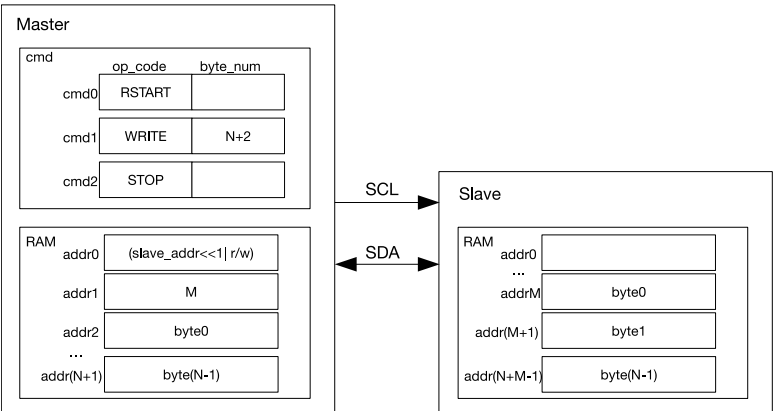 Master
cmd
op_code byte_num
cmd0 RSTART
cmd1 WRITE N+2
cmd2 STOP
RAM
addr0 (slave_addr<<1| r/w)
addr1 M
addr2 byte0
...
addr(N+1) byte(N-1)
SCL
SDA
Slave
RAM
addr0
...
addrM byte0
addr(M+1) byte1
addr(N+M-1) byte(N-1)